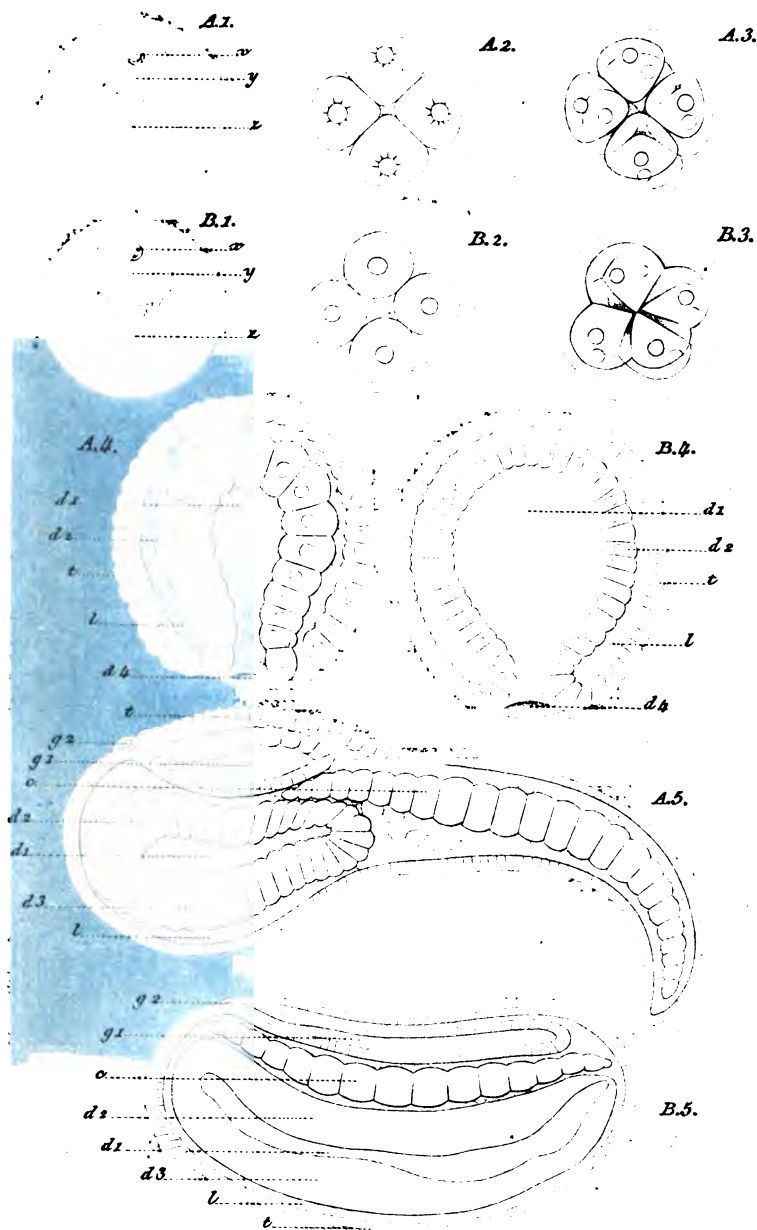 A.1.
x
y
z
A.2.
A.3.
B.1.
x
y
z
B.2.
B.3.
A.4.
d1
d2
t
l
d4
B.4.
d1
d2
t
l
d4
t
g2
g1
c
d2
d1
d3
l
A.5.
g2
g1
c
d2
d1
d3
l
t
B.5.